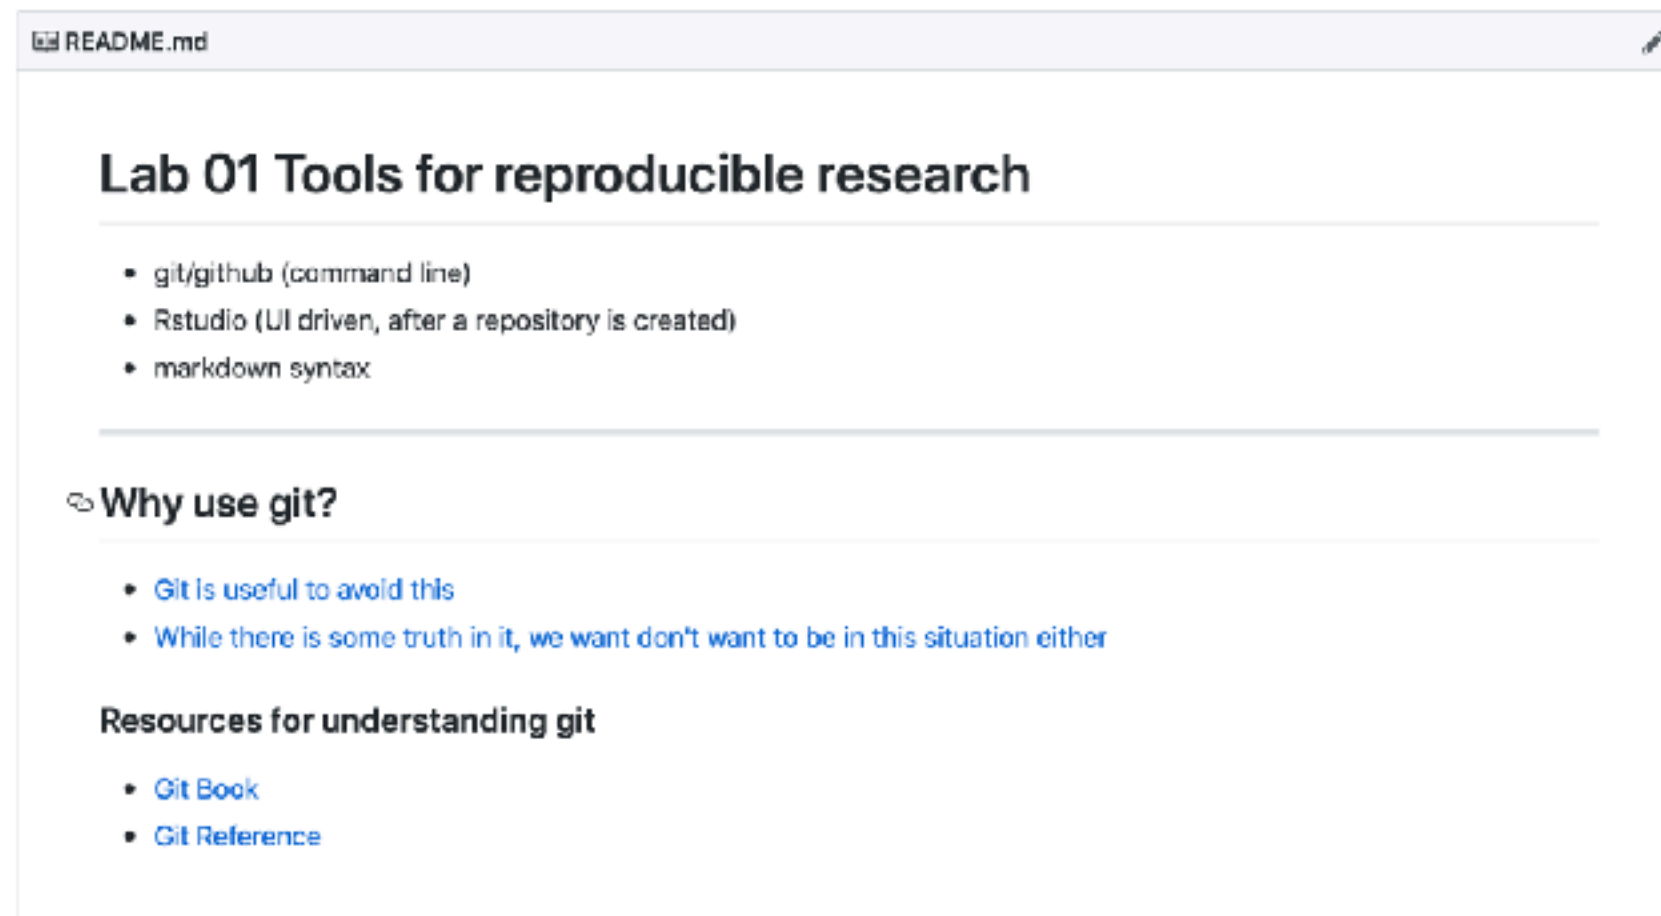 README.md
Lab 01 Tools for reproducible research
git/github (command line)
Rstudio (UI driven, after a repository is created)
markdown syntax
Why use git?
Git is useful to avoid this
While there is some truth in it, we want don't want to be in this situation either
Resources for understanding git
Git Book
Git Reference